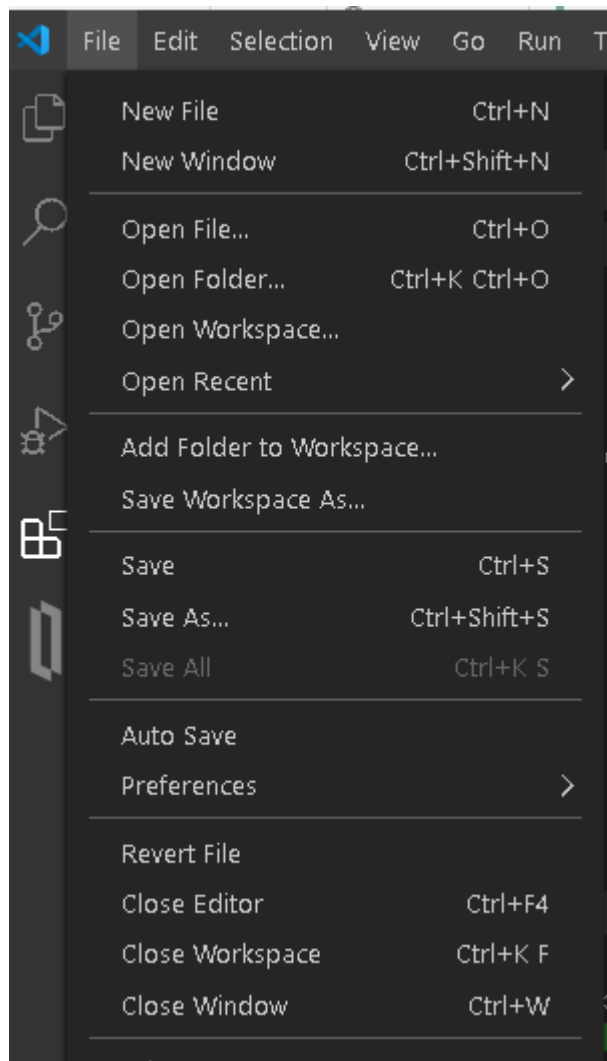 File Edit Selection View Go Run T
New File Ctrl+N
New Window Ctrl+Shift+N
Open File... Ctrl+O
Open Folder... Ctrl+K Ctrl+O
Open Workspace...
Open Recent
Add Folder to Workspace...
Save Workspace As...
Save Ctrl+S
Save As... Ctrl+Shift+S
Save All Ctrl+K S
Auto Save
Preferences
Revert File
Close Editor Ctrl+F4
Close Workspace Ctrl+K F
Close Window Ctrl+W